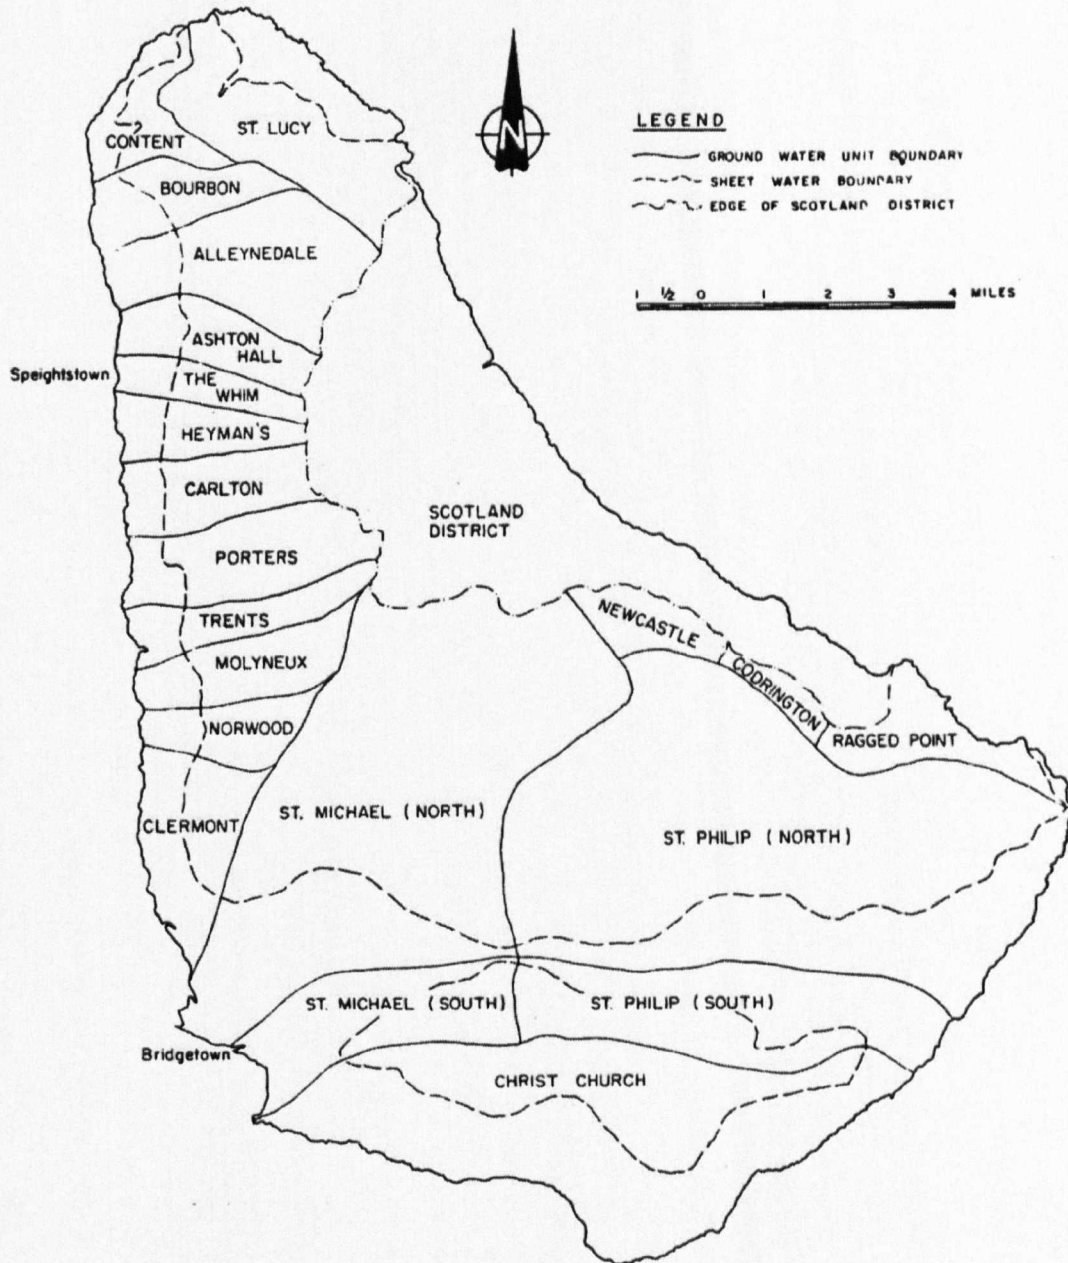 N
LEGEND
GROUND WATER UNIT BOUNDARY
SHEET WATER BOUNDARY
EDGE OF SCOTLAND DISTRICT
1 ½ 0 1 2 3 4 MILES
CONTENT
ST. LUCY
BOURBON
ALLEYNEDALE
ASHTON
HALL
Speightstown
THE
WHIM
HEYMAN'S
CARLTON
SCOTLAND
DISTRICT
PORTERS
TRENTS
NEWCASTLE
MOLYNEUX
CODRINGTON
NORWOOD
RAGGED POINT
ST. MICHAEL (NORTH)
CLERMONT
ST. PHILIP (NORTH)
ST. MICHAEL (SOUTH)
ST. PHILIP (SOUTH)
Bridgetown
CHRIST CHURCH